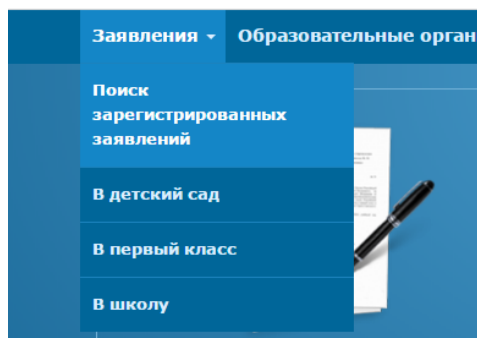 Заявления
Образовательные орган
Поиск
зарегистрированных
заявлений
В детский сад
В первый класс
В школу